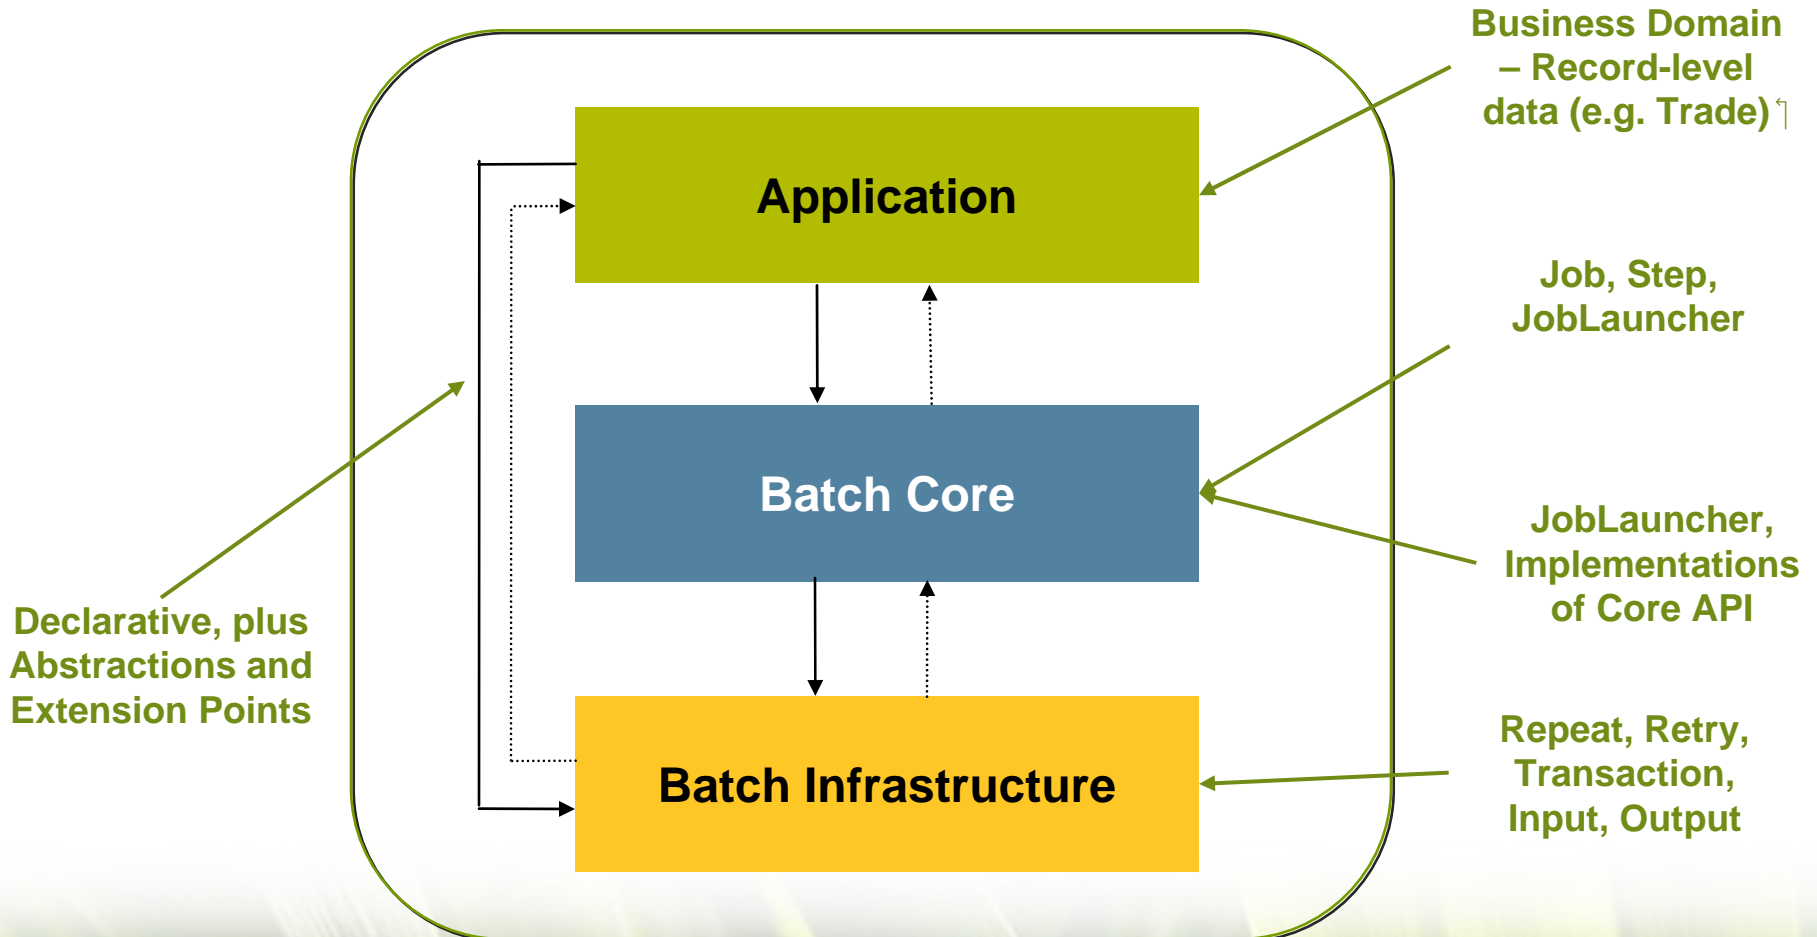 Business Domain
– Record-level
data (e.g. Trade)
Application
Job, Step,
JobLauncher
Batch Core
JobLauncher,
Implementations
of Core API
Declarative, plus
Abstractions and
Extension Points
Batch Infrastructure
Repeat, Retry,
Transaction,
Input, Output